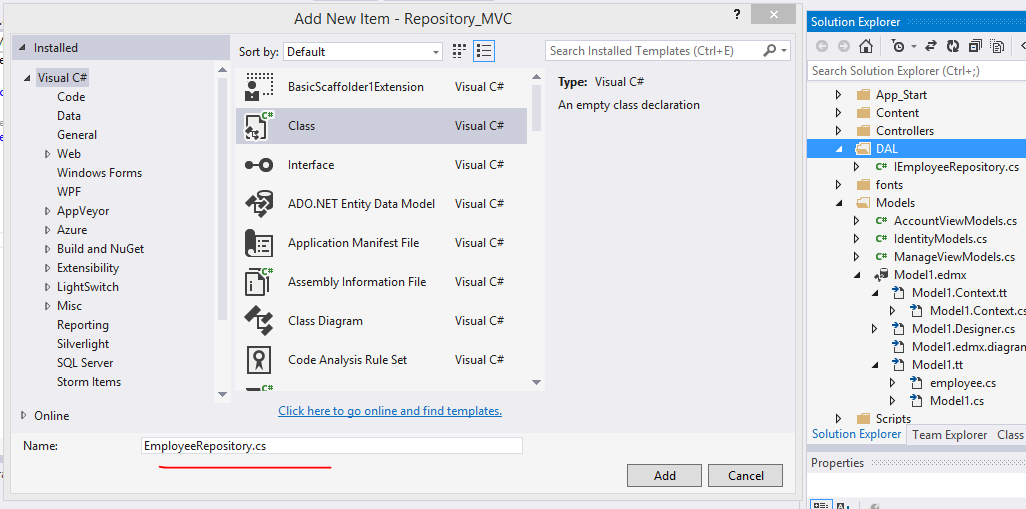 Add New Item - Repository_MVC
?
Installed
Visual C#
Code
Data
General
Web
Windows Forms
WPF
AppVeyor
Azure
Build and NuGet
Extensibility
LightSwitch
Misc
Reporting
Silverlight
SQL Server
Storm Items
Online
Sort by: Default
Search Installed Templates (Ctrl+E)
BasicScaffolder1Extension Visual C#
Class Visual C#
Interface Visual C#
ADO.NET Entity Data Model Visual C#
Application Manifest File Visual C#
Assembly Information File Visual C#
Class Diagram Visual C#
Code Analysis Rule Set Visual C#
Click here to go online and find templates.
Type: Visual C#
An empty class declaration
Name: EmployeeRepository.cs
Add Cancel
Solution Explorer
Search Solution Explorer (Ctrl+;)
App_Start
Content
Controllers
DAL
C# IEmployeeRepository.cs
fonts
Models
C# AccountViewModels.cs
C# IdentityModels.cs
C# ManageViewModels.cs
Model1.edmx
Model1.Context.tt
Model1.Context.cs
Model1.Designer.cs
Model1.edmx.diagram
Model1.tt
employee.cs
Model1.cs
Scripts
Solution Explorer Team Explorer Class
Properties